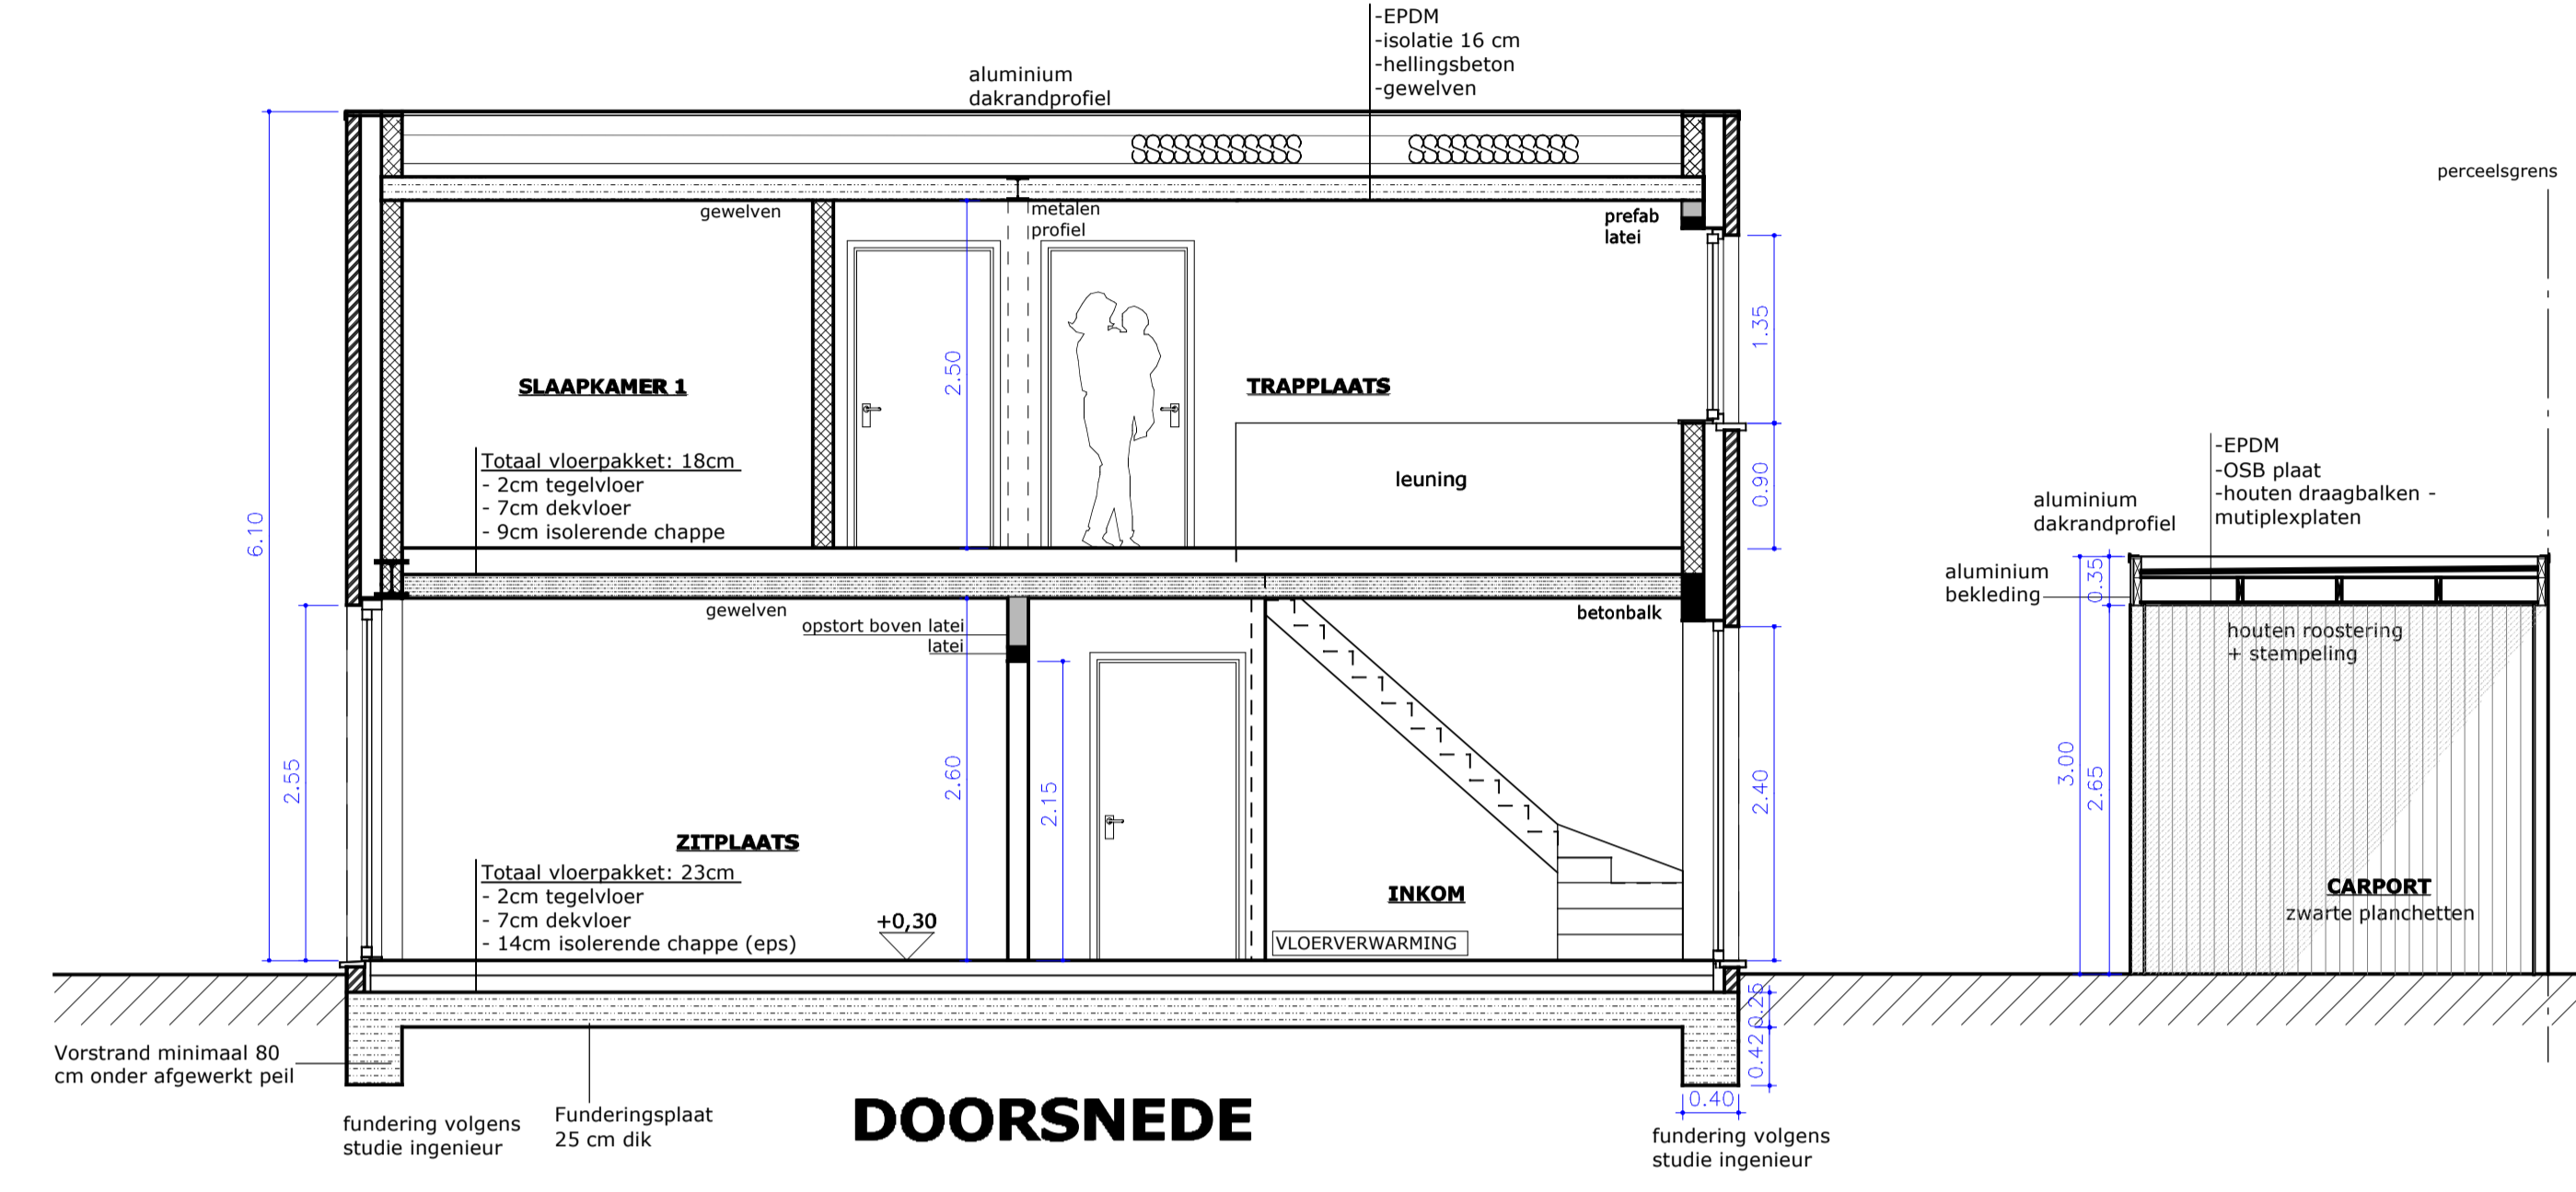 -EPDM
-isolatie 16 cm
-hellingsbeton
-gewelven
aluminium
dakrandprofiel
perceelsgrens
gewelven
metalen
profiel
prefab
latei
1.35
2.50
SLAAPKAMER 1
TRAPPLAATS
Totaal vloerpakket: 18cm
- 2cm tegelvloer
- 7cm dekvloer
- 9cm isolerende chappe
leuning
0.90
6.10
-EPDM
-OSB plaat
-houten draagbalken -
mutiplexplaten
aluminium
dakrandprofiel
aluminium
bekleding
0.35
gewelven
opstort boven latei
latei
betonbalk
houten roostering
+ stempeling
2.55
2.60
2.15
2.40
3.00
2.65
ZITPLAATS
Totaal vloerpakket: 23cm
- 2cm tegelvloer
- 7cm dekvloer
- 14cm isolerende chappe (eps)
+0,30
INKOM
VLOERVERWARMING
CARPORT
zwarte planchetten
0.25
0.42
0.40
Vorstrand minimaal 80
cm onder afgewerkt peil
fundering volgens
studie ingenieur
Funderingsplaat
25 cm dik
DOORSNEDE
fundering volgens
studie ingenieur